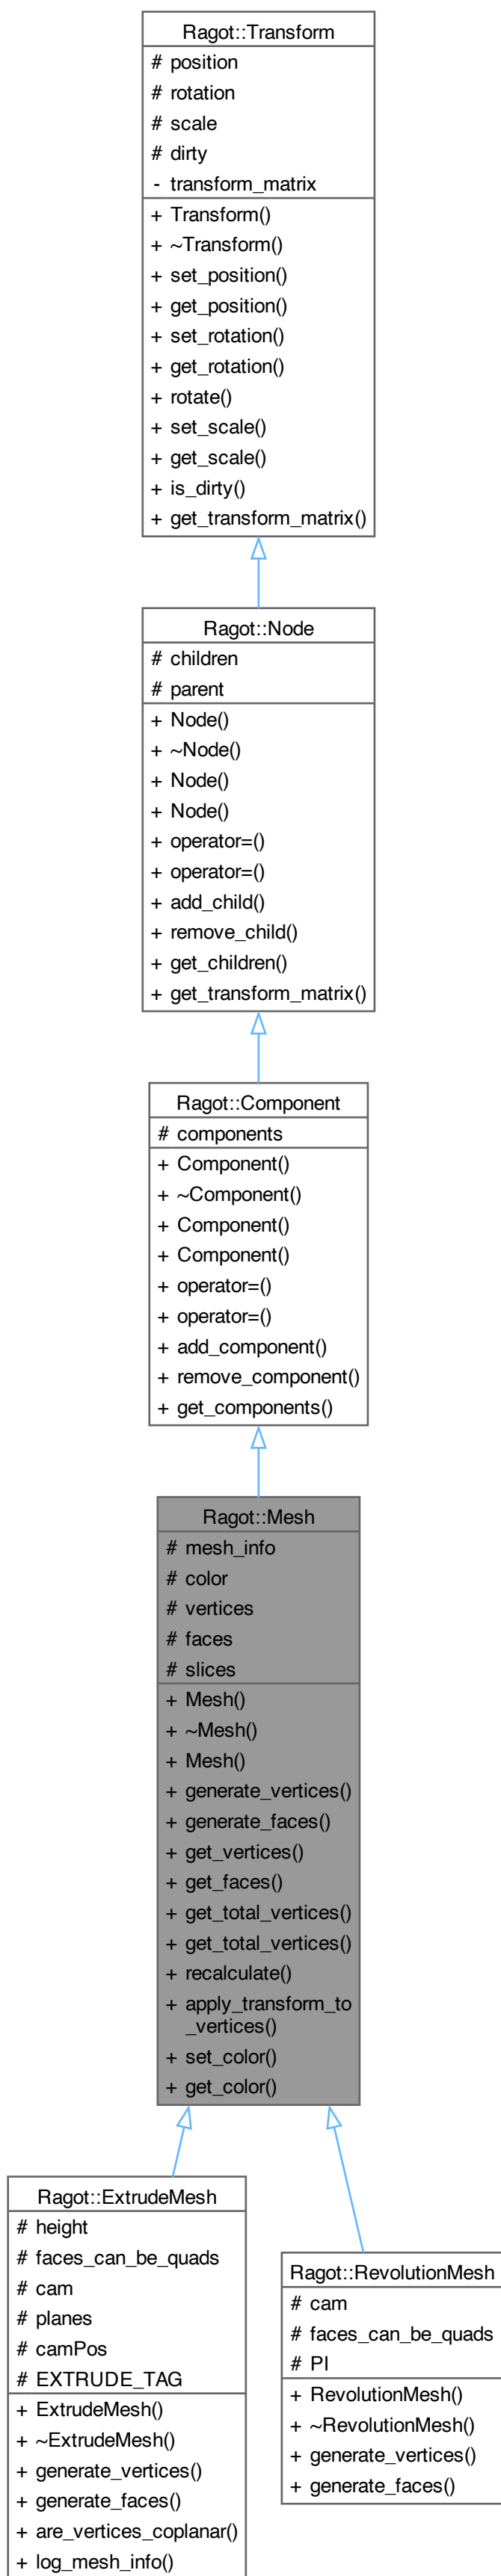 Ragot::Transform
# position
# rotation
# scale
# dirty
- transform_matrix
+ Transform()
+ ~Transform()
+ set_position()
+ get_position()
+ set_rotation()
+ get_rotation()
+ rotate()
+ set_scale()
+ get_scale()
+ is_dirty()
+ get_transform_matrix()
Ragot::Node
# children
# parent
+ Node()
+ ~Node()
+ Node()
+ Node()
+ operator=()
+ operator=()
+ add_child()
+ remove_child()
+ get_children()
+ get_transform_matrix()
Ragot::Component
# components
+ Component()
+ ~Component()
+ Component()
+ Component()
+ operator=()
+ operator=()
+ add_component()
+ remove_component()
+ get_components()
Ragot::Mesh
# mesh_info
# color
# vertices
# faces
# slices
+ Mesh()
+ ~Mesh()
+ Mesh()
+ generate_vertices()
+ generate_faces()
+ get_vertices()
+ get_faces()
+ get_total_vertices()
+ get_total_vertices()
+ recalculate()
+ apply_transform_to
_vertices()
+ set_color()
+ get_color()
Ragot::ExtrudeMesh
# height
# faces_can_be_quads
# cam
# planes
# camPos
# EXTRUDE_TAG
+ ExtrudeMesh()
+ ~ExtrudeMesh()
+ generate_vertices()
+ generate_faces()
+ are_vertices_coplanar()
+ log_mesh_info()
Ragot::RevolutionMesh
# cam
# faces_can_be_quads
# PI
+ RevolutionMesh()
+ ~RevolutionMesh()
+ generate_vertices()
+ generate_faces()